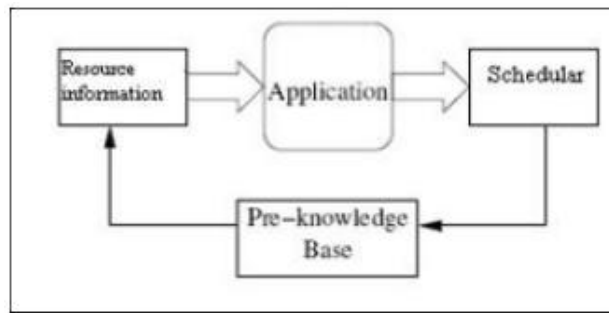 Resource
information
Application
Schedular
Pre-knowledge
Base